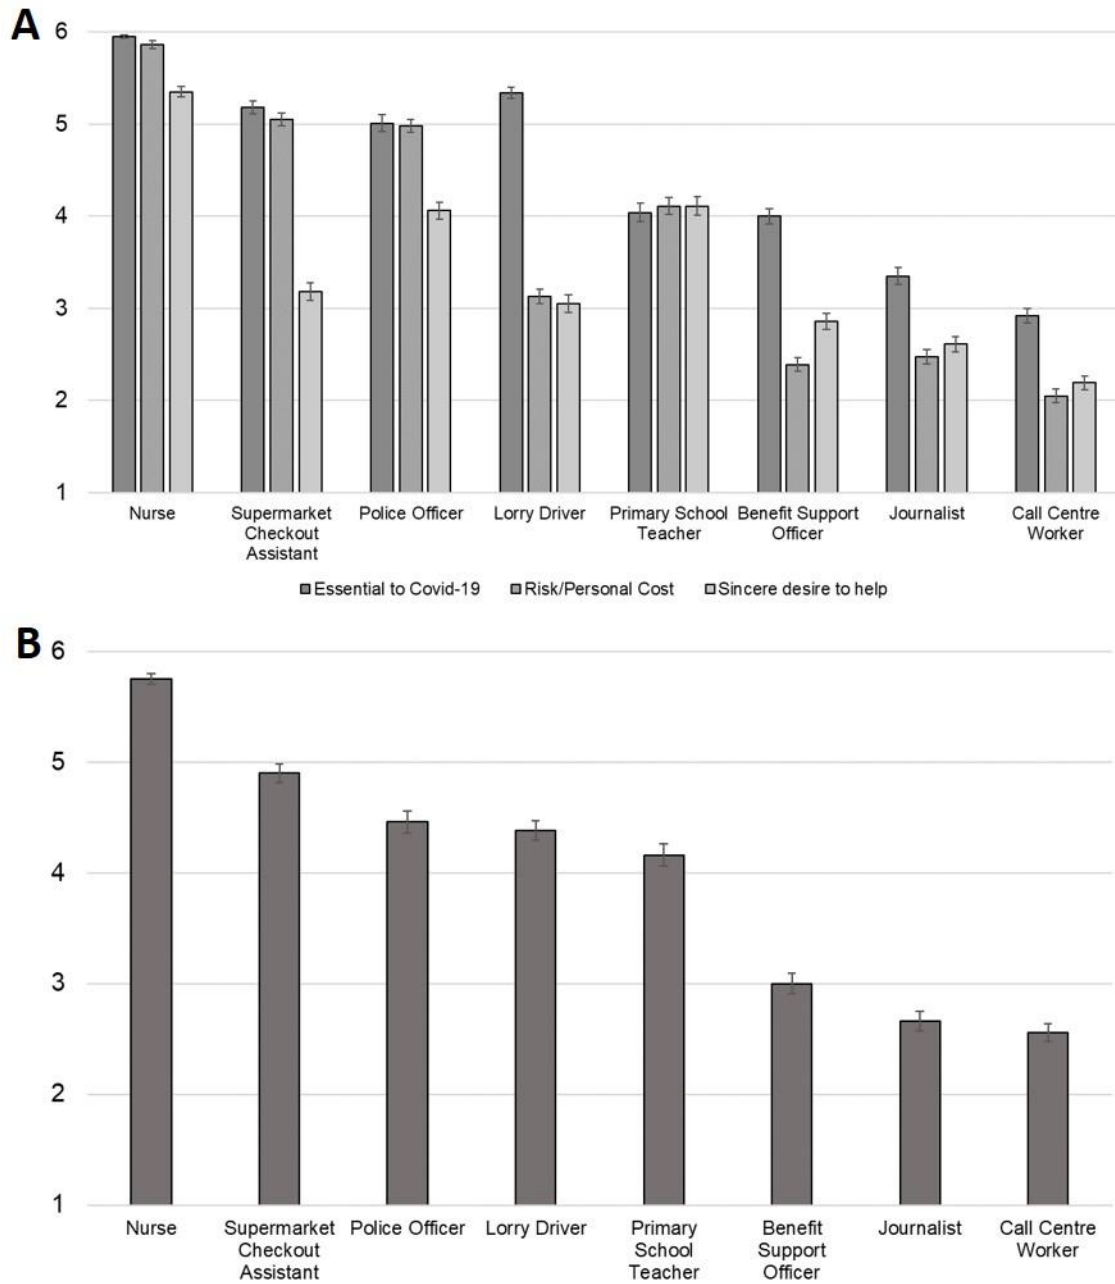 A
6
5
4
3
2
1
Nurse
Supermarket
Checkout
Assistant
Police Officer
Lorry Driver
Primary School
Teacher
Benefit Support
Officer
Journalist
Call Centre
Worker
Essential to Covid-19
Risk/Personal Cost
Sincere desire to help
B
6
5
4
3
2
1
Nurse
Supermarket
Checkout
Assistant
Police Officer
Lorry Driver
Primary
School
Teacher
Benefit
Support
Officer
Journalist
Call Centre
Worker